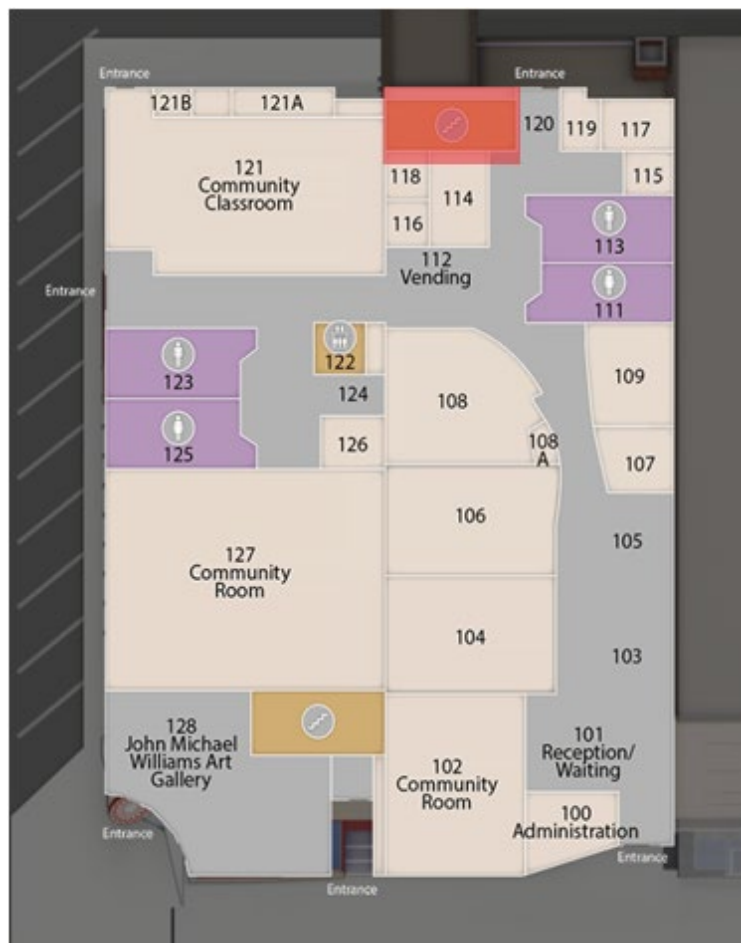 Entrance
Entrance
121B
121A
120
119
117
121
Community
Classroom
118
114
115
116
113
112
Vending
111
Entrance
123
122
109
124
108
125
126
108
A
107
106
105
127
Community
Room
104
103
128
John Michael
Williams Art
Gallery
101
Reception/
Waiting
102
Community
Room
100
Administration
Entrance
Entrance
Entrance